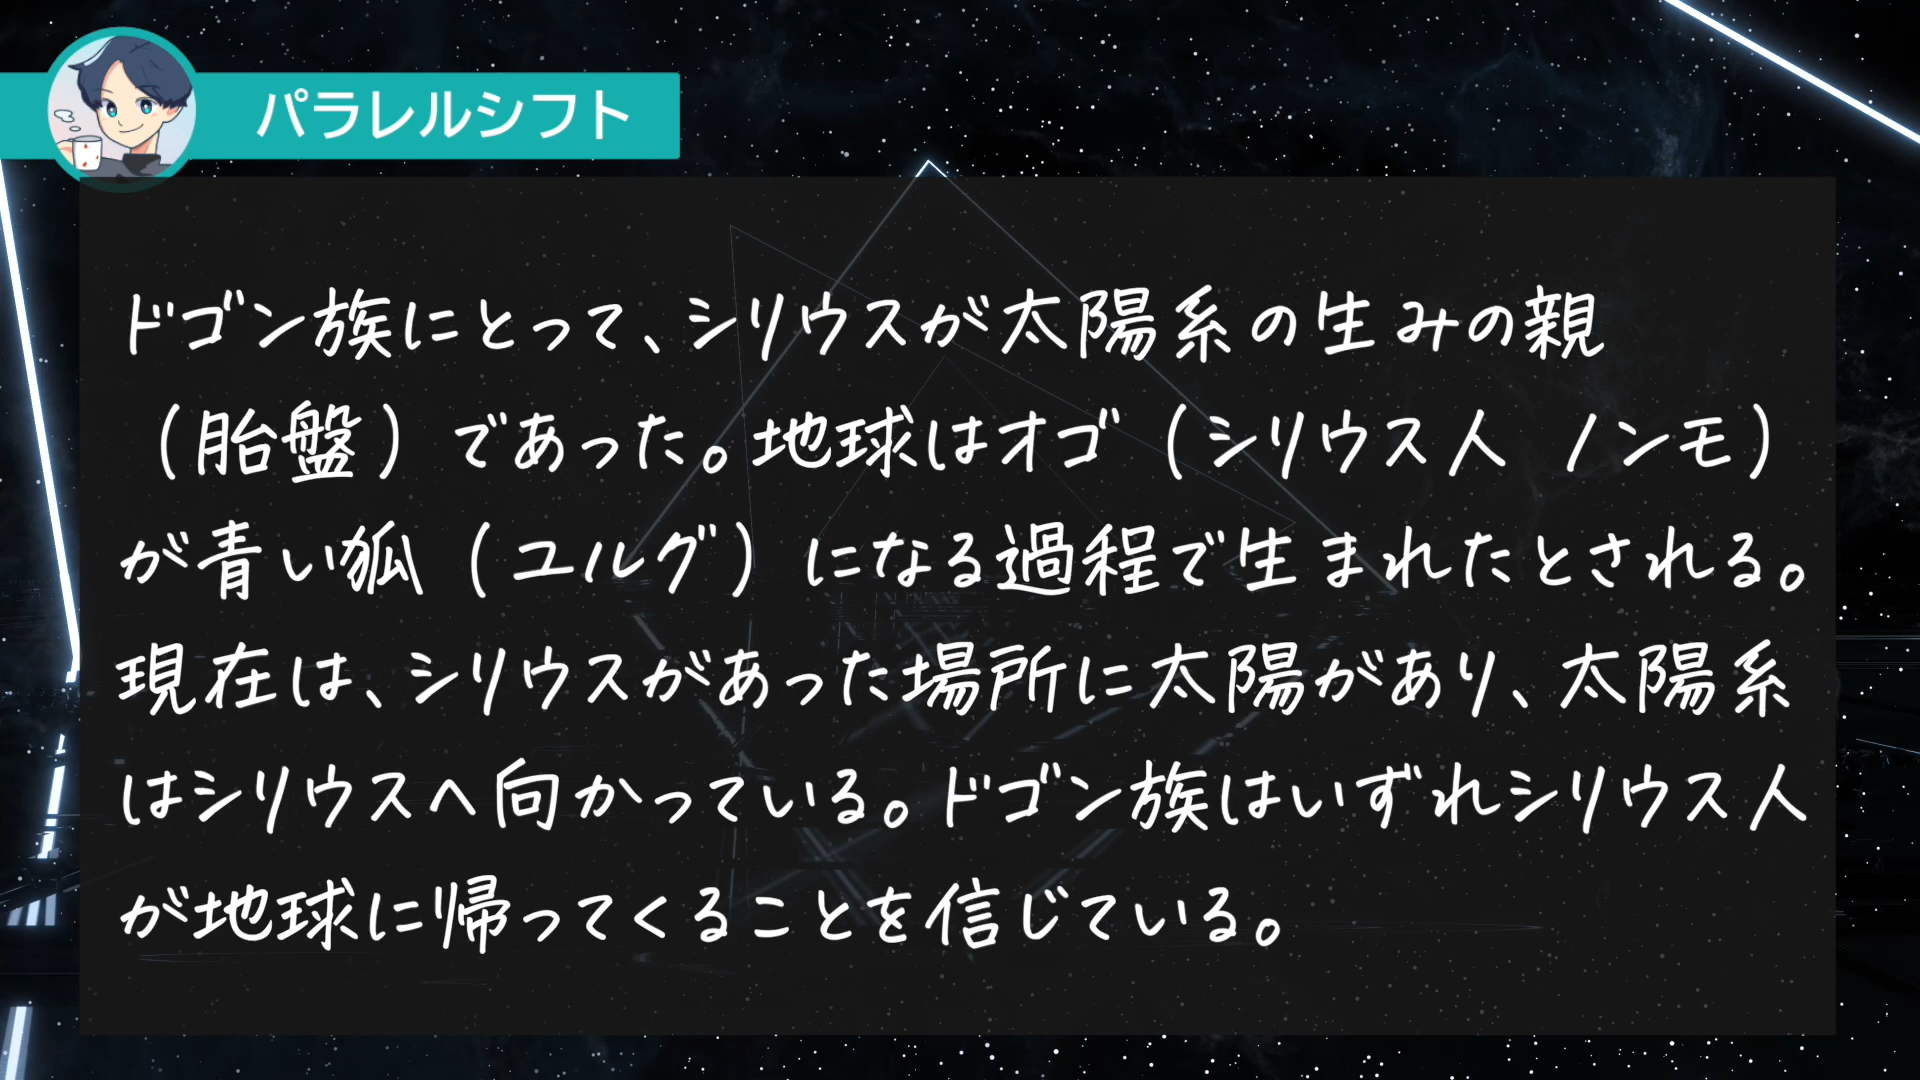 パラレルシフト
ドゴン族にとって、シリウスが太陽系の生みの親
（胎盤）であった。地球はオゴ（シリウス人 ノンモ）
が青い狐（ユルグ）になる過程で生まれたとされる。
現在は、シリウスがあった場所に太陽があり、太陽系
はシリウスへ向かっている。ドゴン族はいずれシリウス人
が地球に帰ってくることを信じている。